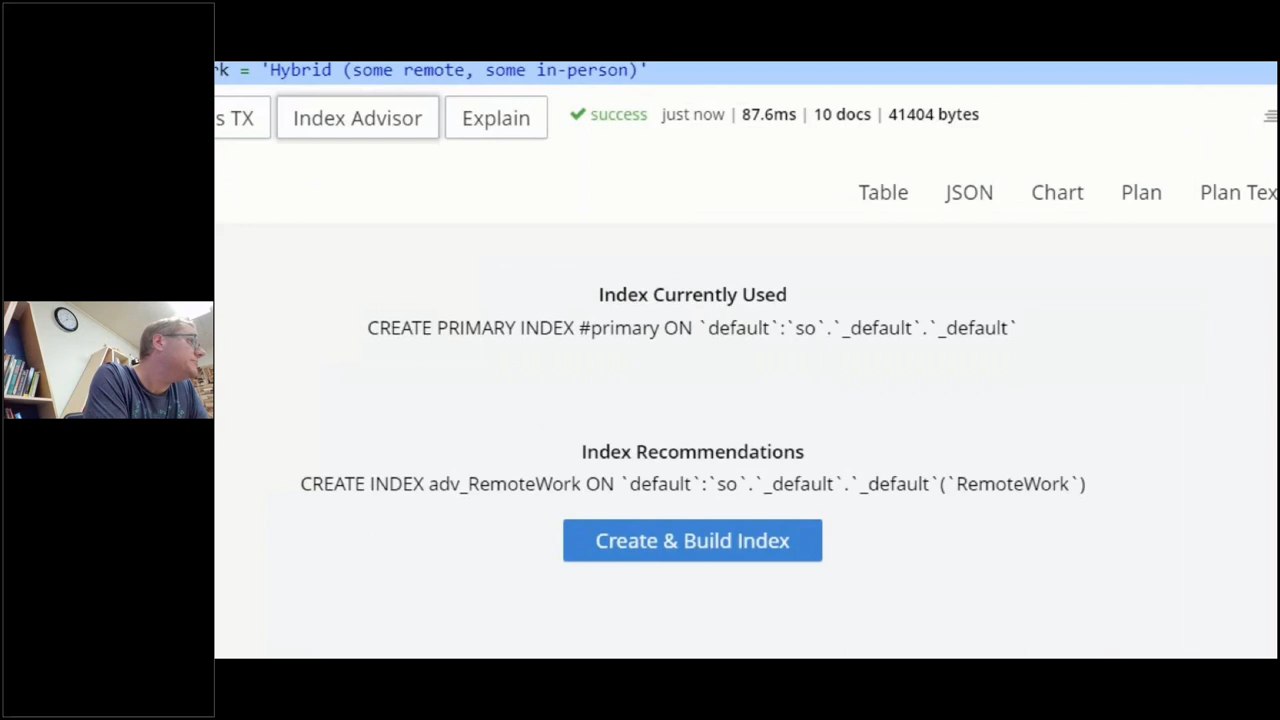 rk = 'Hybrid (some remote, some in-person)'
s TX Index Advisor Explain success just now | 87.6ms | 10 docs | 41404 bytes
Table JSON Chart Plan Plan Tex
Index Currently Used
CREATE PRIMARY INDEX #primary ON `default`:`so`.`_default`.`_default`
Index Recommendations
CREATE INDEX adv_RemoteWork ON `default`:`so`.`_default`.`_default`(`RemoteWork`)
Create & Build Index